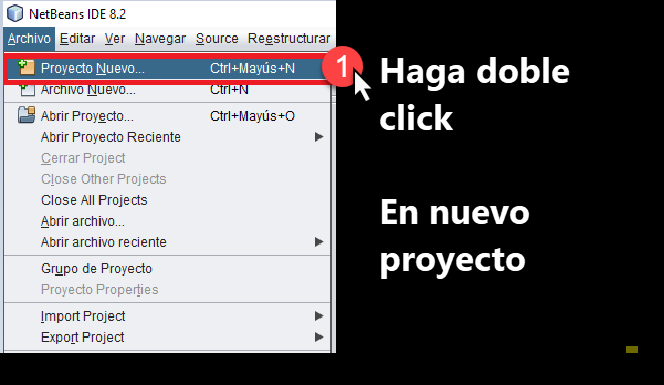 NetBeans IDE 8.2
Archivo Editar Ver Navegar Source Reestructurar
Proyecto Nuevo... Ctrl+Mayús+N
1
Archivo Nuevo... Ctrl+N
Abrir Proyecto... Ctrl+Mayús+O
Abrir Proyecto Reciente
Cerrar Project
Close Other Projects
Close All Projects
Abrir archivo...
Abrir archivo reciente
Grupo de Proyecto
Proyecto Properties
Import Project
Export Project
Haga doble
click
En nuevo
proyecto